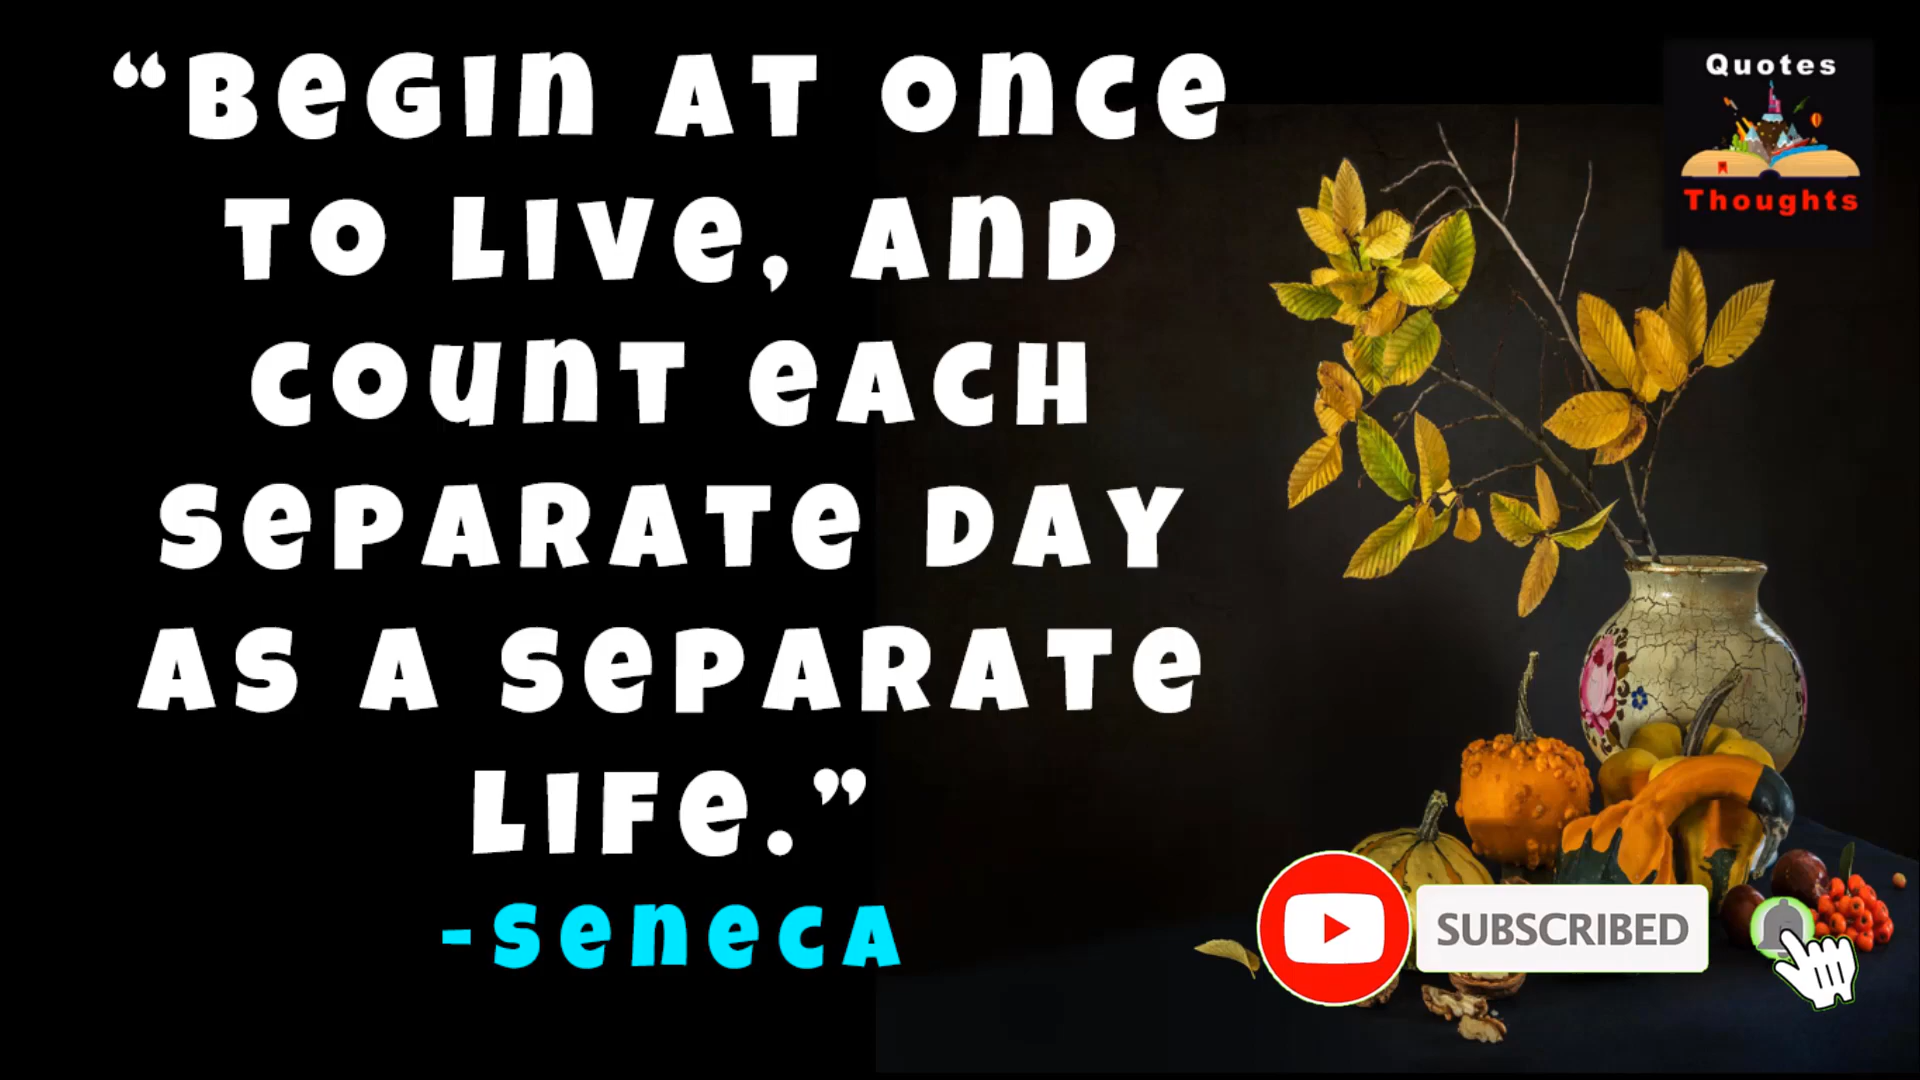 “BEGIN AT ONCE
TO LIVE, AND
COUNT EACH
SEPARATE DAY
AS A SEPARATE
LIFE.”
-SENECA
Quotes
Thoughts
SUBSCRIBED